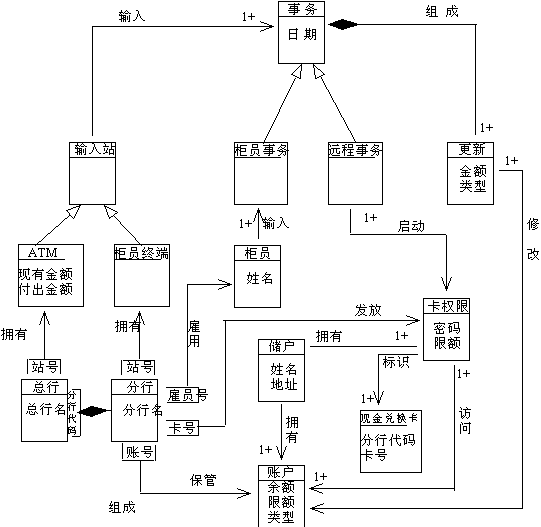 事务
日期
输入
1+
组 成
1+
输入站
柜员事务
远程事务
更新
金额
类型
1+
1+
输入
1+
启动
修
改
ATM
现有金额
付出金额
柜员终端
柜员
姓名
拥有
拥有
雇
用
发放
卡权限
密码
限额
储户
姓名
地址
拥有
1+
标识
1+
站号
站号
总行
总行名
分行代码
分行
分行名
雇员号
卡号
账号
拥有
1+
现金兑换卡
分行代码
卡号
1+
访
问
保管
组成
账户
余额
限额
类型
1+